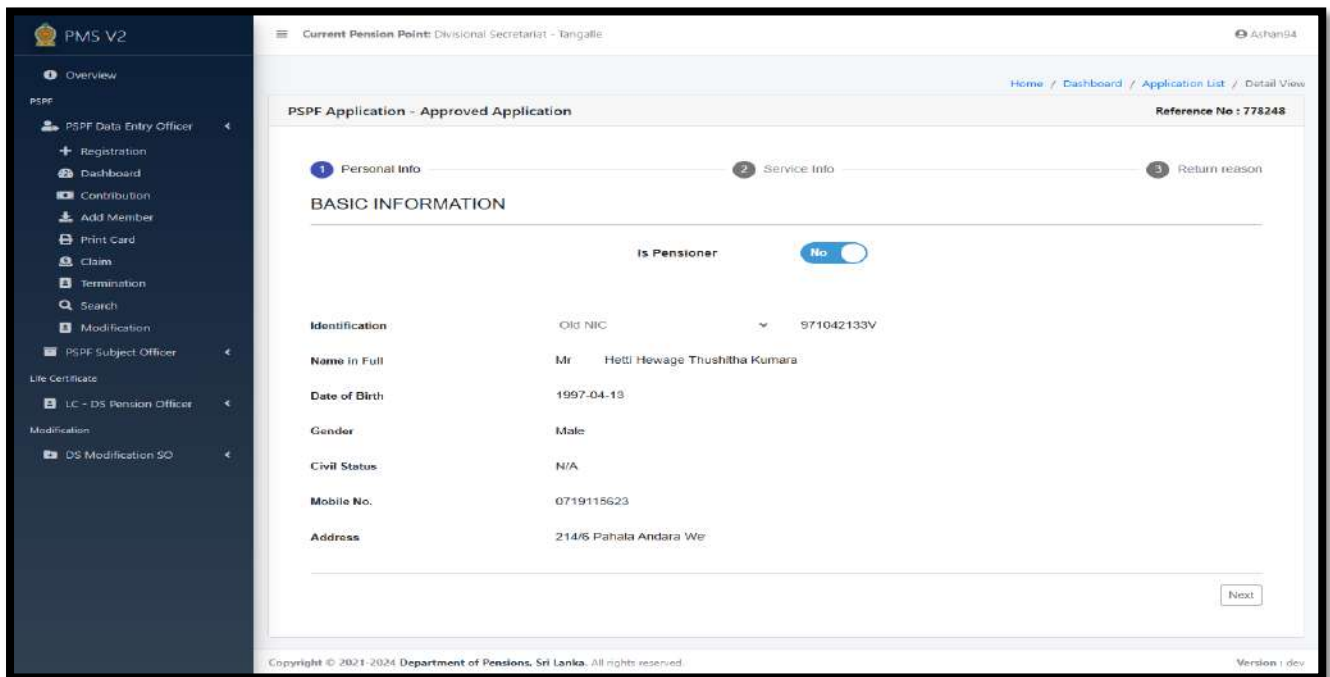 PMS V2
Current Pension Point: Divisional Secretariat - Tangalle
Ashan94
Overview
PSPF
PSPF Data Entry Officer
Registration
Dashboard
Contribution
Add Member
Print Card
Claim
Termination
Search
Modification
PSPF Subject Officer
Life Certificate
LC - DS Pension Officer
Modification
DS Modification SO
Home / Dashboard / Application List / Detail View
PSPF Application - Approved Application
Reference No : 778248
1 Personal Info
2 Service Info
3 Return reason
BASIC INFORMATION
Is Pensioner No
Identification Old NIC 971042133V
Name in Full Mr Hetti Hewage Thushitha Kumara
Date of Birth 1997-04-13
Gender Male
Civil Status N/A
Mobile No. 0719115623
Address 214/6 Pahala Andara We
Next
Copyright © 2021-2024 Department of Pensions, Sri Lanka. All rights reserved.
Version : dev